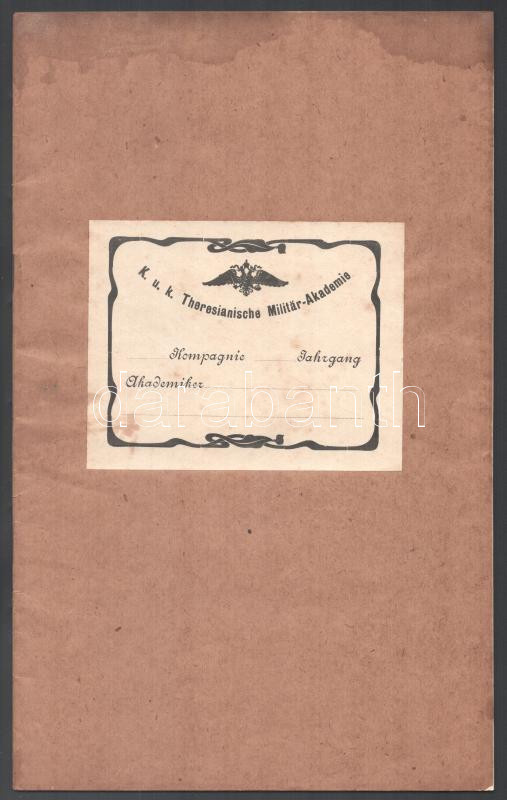 K. u. k. Theresianische Militär-Akademie
Kompagnie Jahrgang
Akademiker
darabanth